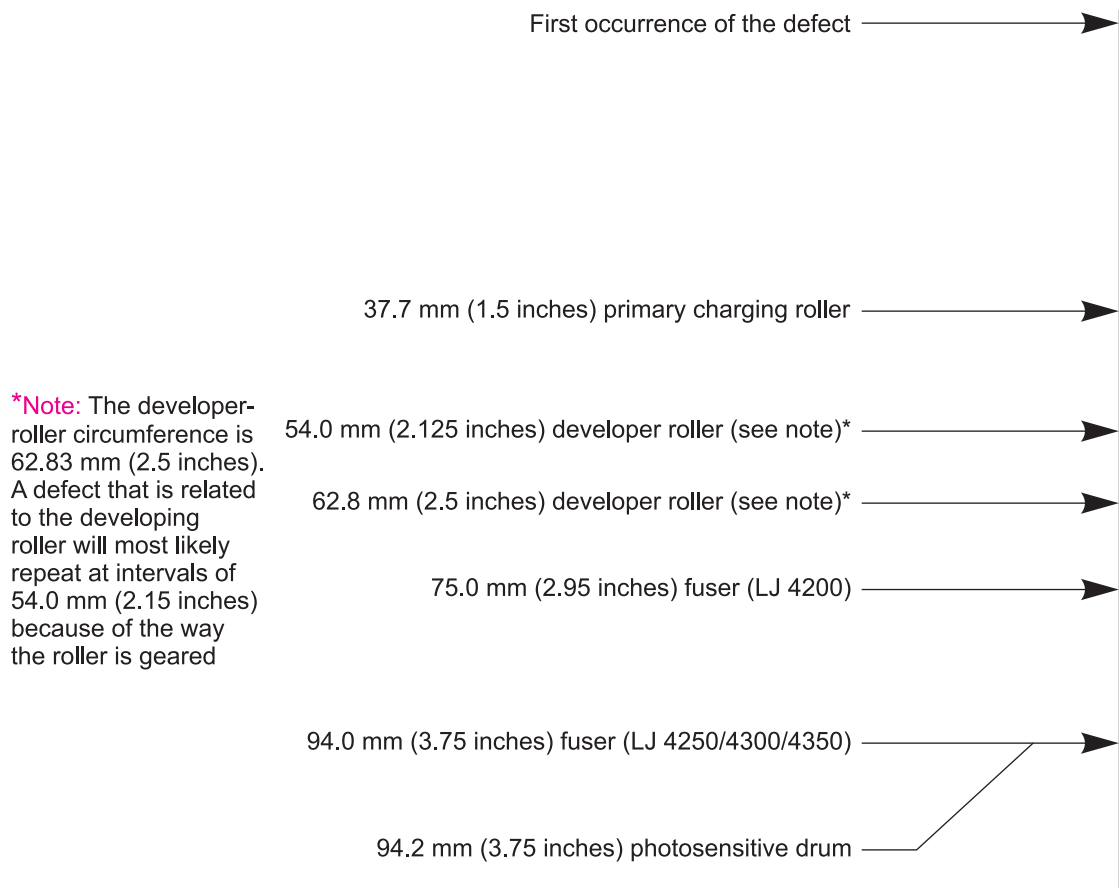 First occurrence of the defect
37.7 mm (1.5 inches) primary charging roller
*Note: The developer-
roller circumference is
62.83 mm (2.5 inches).
A defect that is related
to the developing
roller will most likely
repeat at intervals of
54.0 mm (2.15 inches)
because of the way
the roller is geared
54.0 mm (2.125 inches) developer roller (see note)*
62.8 mm (2.5 inches) developer roller (see note)*
75.0 mm (2.95 inches) fuser (LJ 4200)
94.0 mm (3.75 inches) fuser (LJ 4250/4300/4350)
94.2 mm (3.75 inches) photosensitive drum